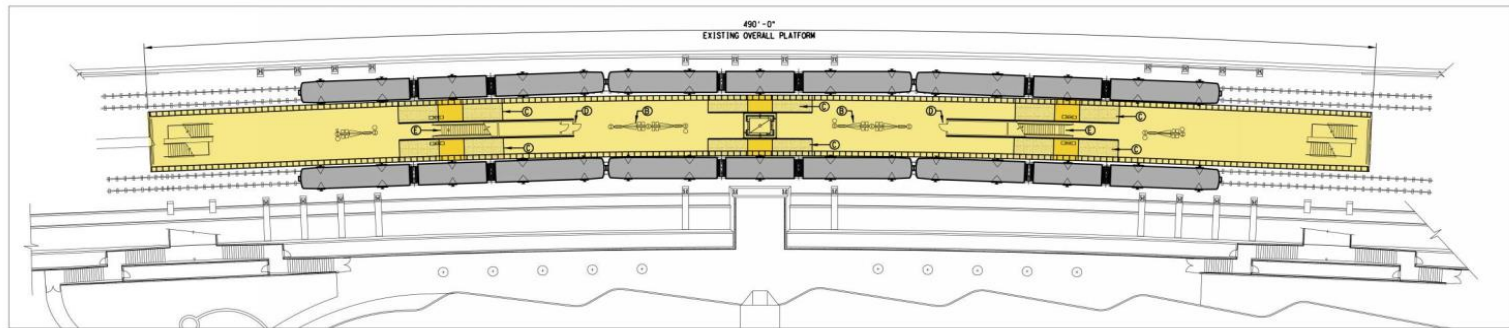 490'-0"
EXISTING OVERALL PLATFORM
C D B B D C
E E
C C C